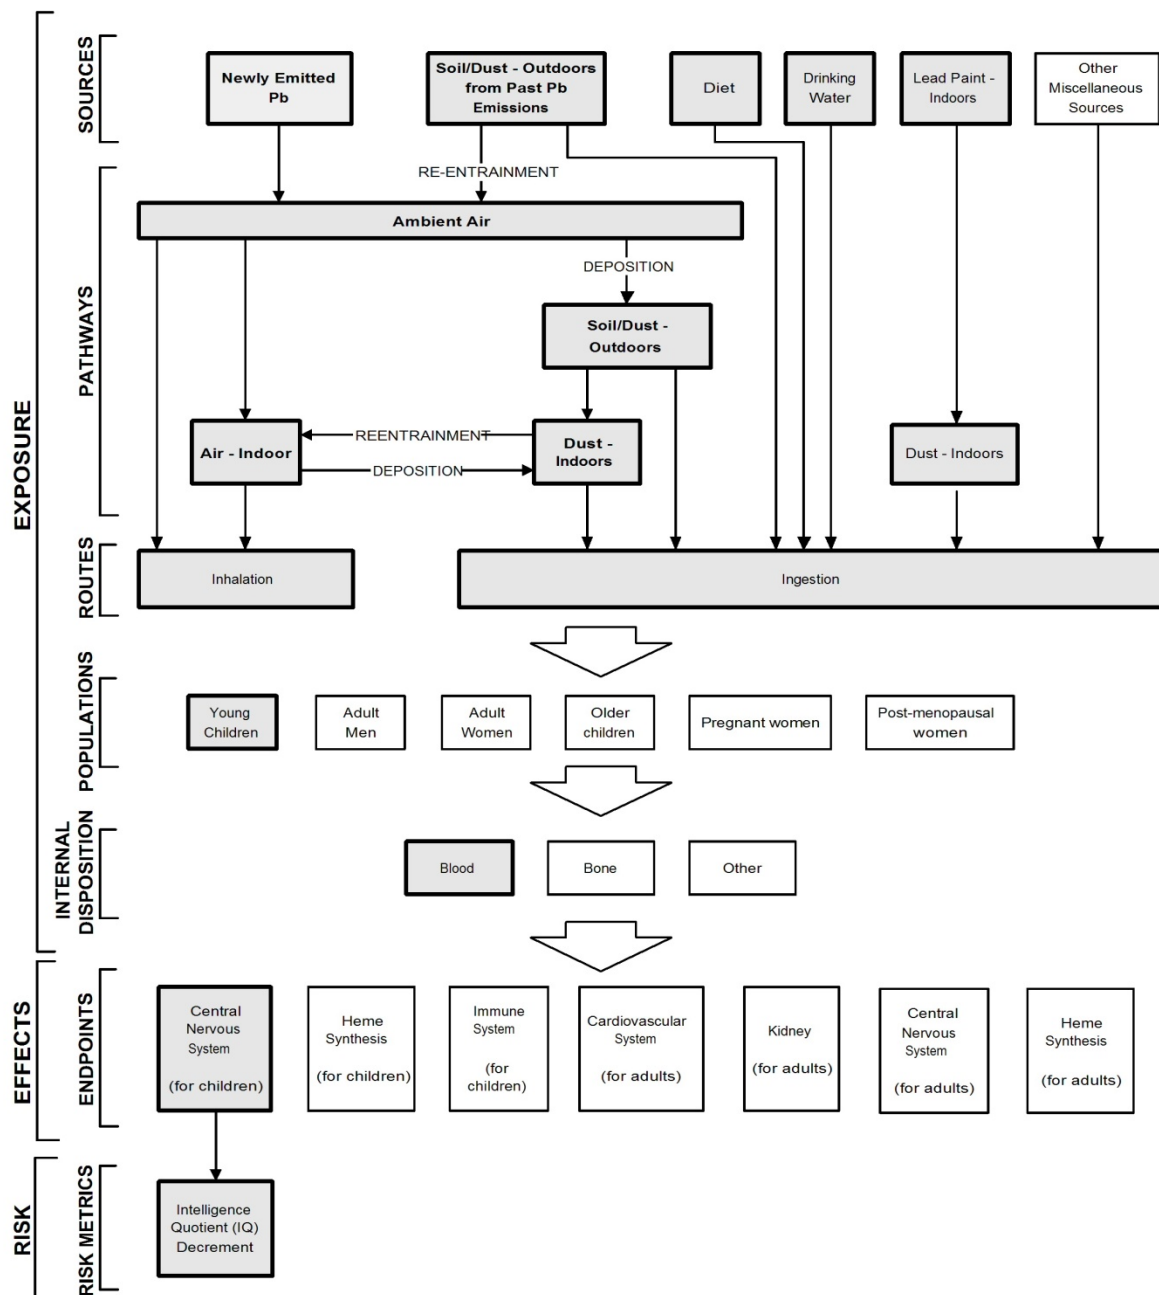 EXPOSURE
EFFECTS
RISK
SOURCES
Newly Emitted
Pb
Soil/Dust - Outdoors
from Past Pb
Emissions
Diet
Drinking
Water
Lead Paint -
Indoors
Other
Miscellaneous
Sources
PATHWAYS
RE-ENTRAINMENT
Ambient Air
DEPOSITION
Soil/Dust -
Outdoors
Air - Indoor
REENTRAINMENT
DEPOSITION
Dust -
Indoors
Dust - Indoors
ROUTES
Inhalation
Ingestion
POPULATIONS
Young
Children
Adult
Men
Adult
Women
Older
children
Pregnant women
Post-menopausal
women
INTERNAL
DISPOSITION
Blood
Bone
Other
ENDPOINTS
Central
Nervous
System
(for children)
Heme
Synthesis
(for children)
Immune
System
(for
children)
Cardiovascular System
(for adults)
Kidney
(for adults)
Central
Nervous
System
(for adults)
Heme
Synthesis
(for adults)
RISK METRICS
Intelligence
Quotient (IQ)
Decrement